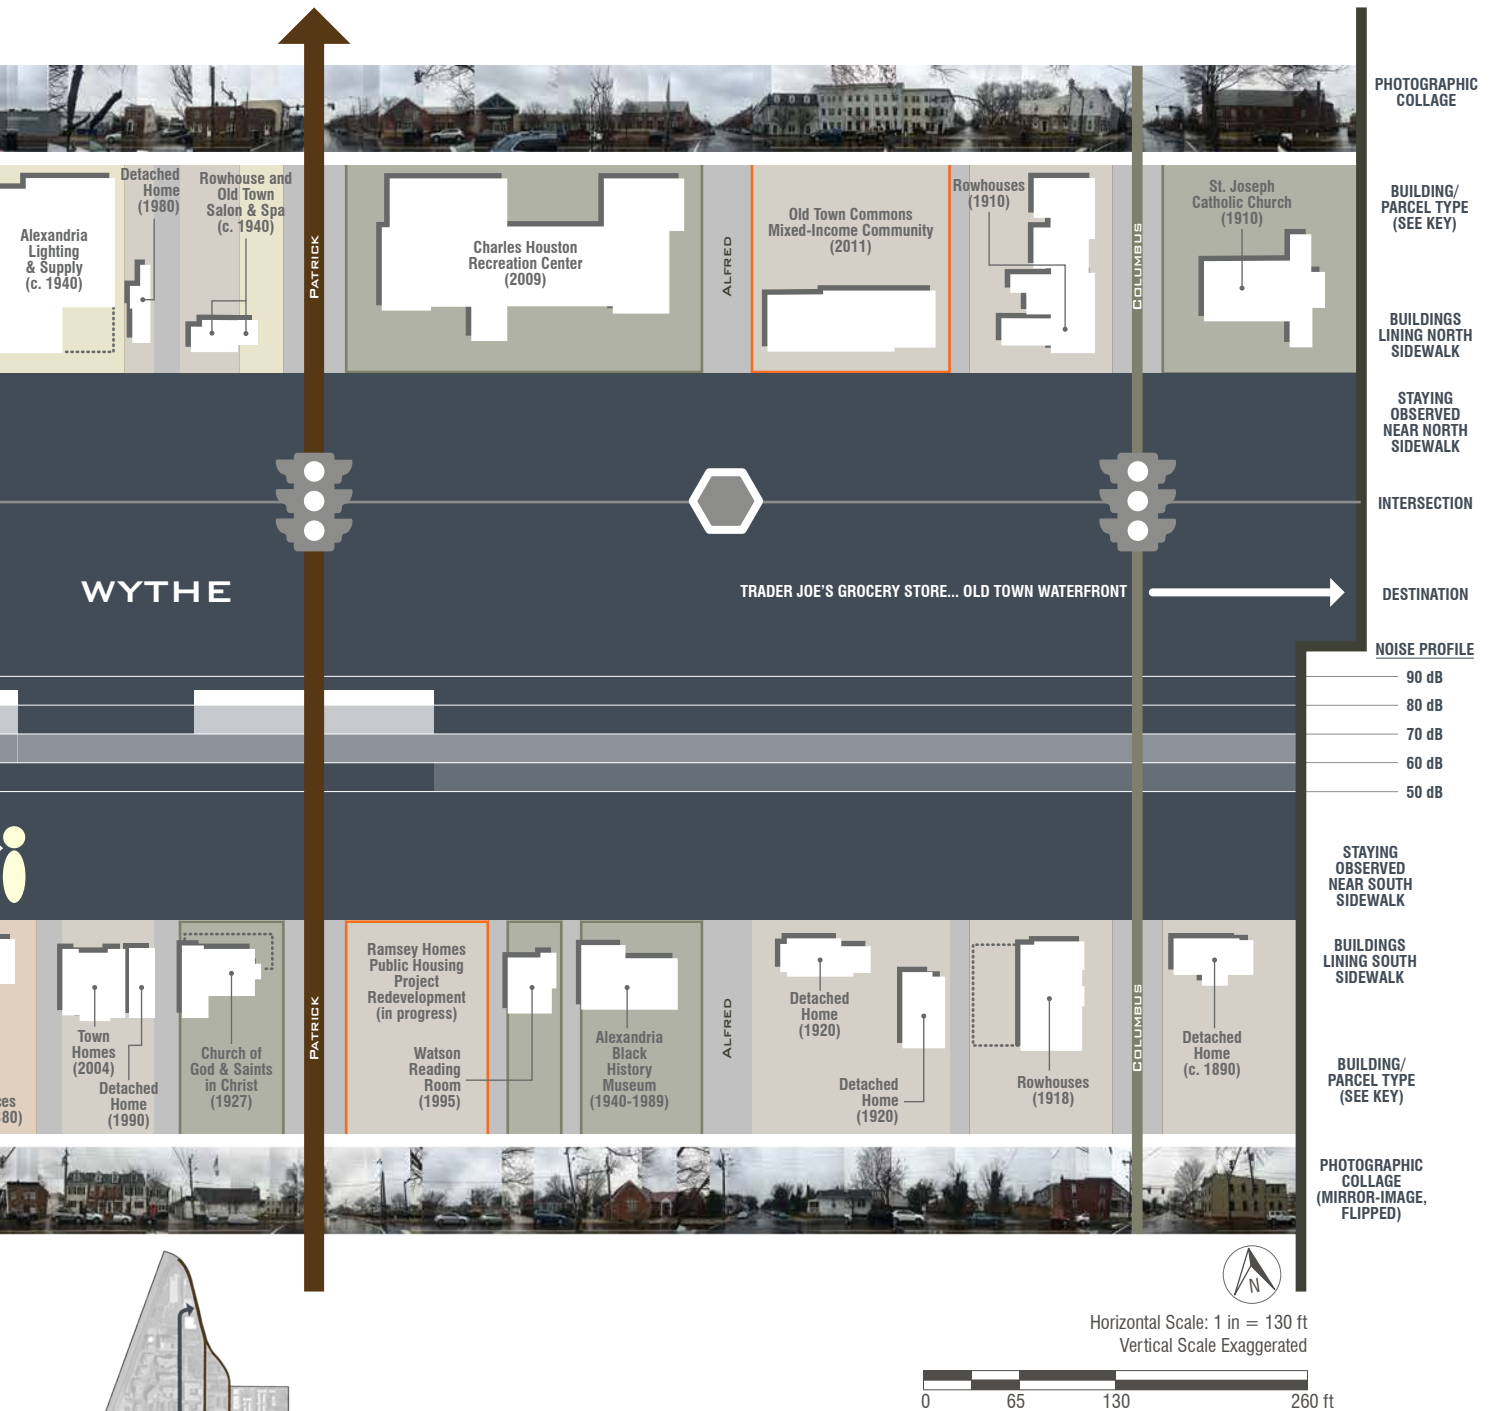 PHOTOGRAPHIC
COLLAGE
Detached
Home
(1980)
Rowhouse and
Old Town
Salon & Spa
(c. 1940)
Alexandria
Lighting
& Supply
(c. 1940)
PATRICK
Charles Houston
Recreation Center
(2009)
ALFRED
Old Town Commons
Mixed-Income Community
(2011)
Rowhouses
(1910)
COLUMBUS
St. Joseph
Catholic Church
(1910)
BUILDING/
PARCEL TYPE
(SEE KEY)
BUILDINGS
LINING NORTH
SIDEWALK
STAYING
OBSERVED
NEAR NORTH
SIDEWALK
INTERSECTION
WYTHE
TRADER JOE'S GROCERY STORE... OLD TOWN WATERFRONT
DESTINATION
NOISE PROFILE
90 dB
80 dB
70 dB
60 dB
50 dB
STAYING
OBSERVED
NEAR SOUTH
SIDEWALK
BUILDINGS
LINING SOUTH
SIDEWALK
ces
80)
Town
Homes
(2004)
Detached
Home
(1990)
Church of
God & Saints
in Christ
(1927)
PATRICK
Ramsey Homes
Public Housing
Project
Redevelopment
(in progress)
Watson
Reading
Room
(1995)
Alexandria
Black
History
Museum
(1940-1989)
ALFRED
Detached
Home
(1920)
Detached
Home
(1920)
Rowhouses
(1918)
COLUMBUS
Detached
Home
(c. 1890)
BUILDING/
PARCEL TYPE
(SEE KEY)
PHOTOGRAPHIC
COLLAGE
(MIRROR-IMAGE,
FLIPPED)
N
Horizontal Scale: 1 in = 130 ft
Vertical Scale Exaggerated
0 65 130 260 ft